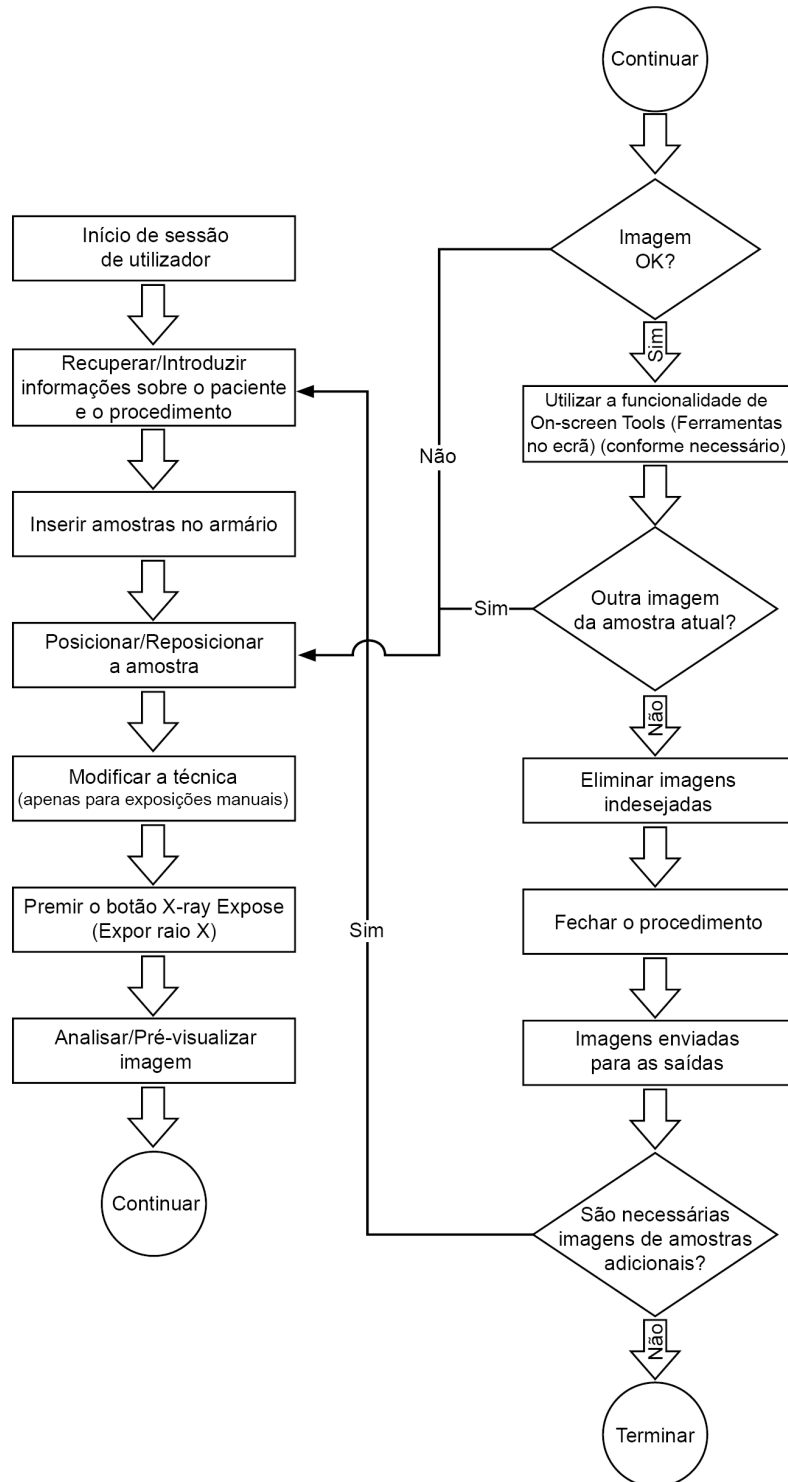 Início de sessão
de utilizador
Recuperar/Introduzir
informações sobre o paciente
e o procedimento
Inserir amostras no armário
Posicionar/Reposicionar
a amostra
Modificar a técnica
(apenas para exposições manuais)
Premir o botão X-ray Expose
(Expor raio X)
Analisar/Pré-visualizar
imagem
Continuar
Continuar
Imagem
OK?
Não
Sim
Utilizar a funcionalidade de
On-screen Tools (Ferramentas
no ecrã) (conforme necessário)
Outra imagem
da amostra atual?
Sim
Não
Eliminar imagens
indesejadas
Fechar o procedimento
Imagens enviadas
para as saídas
São necessárias
imagens de amostras
adicionais?
Sim
Não
Terminar